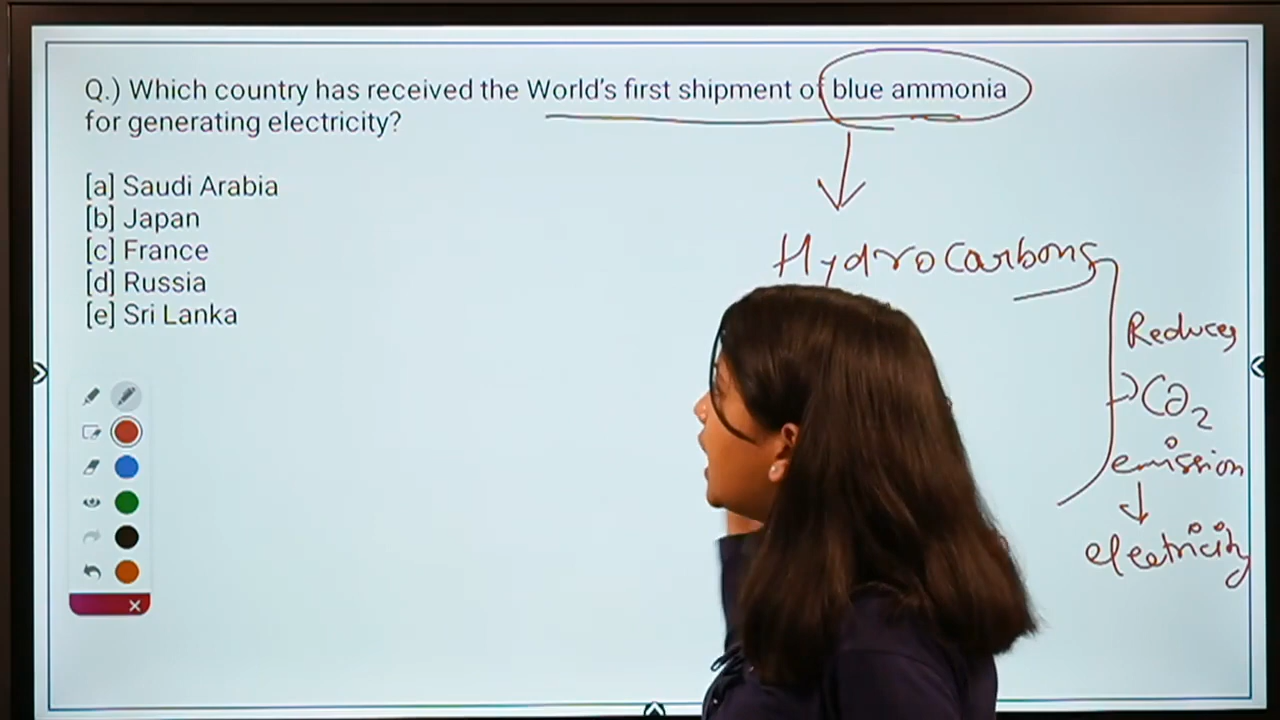 Q.) Which country has received the World's first shipment of blue ammonia
for generating electricity?
[a] Saudi Arabia
[b] Japan
[c] France
[d] Russia
[e] Sri Lanka
Hydrocarbons
Reduces
CO2
emission
electricity